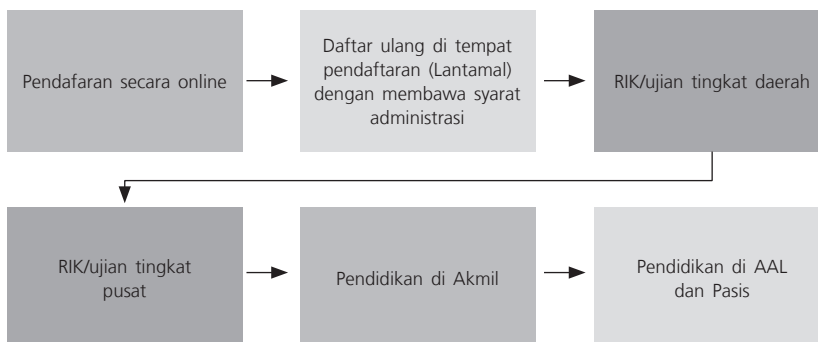 Pendafaran secara online
Daftar ulang di tempat
pendaftaran (Lantamal)
dengan membawa syarat
administrasi
RIK/ujian tingkat daerah
RIK/ujian tingkat
pusat
Pendidikan di Akmil
Pendidikan di AAL
dan Pasis